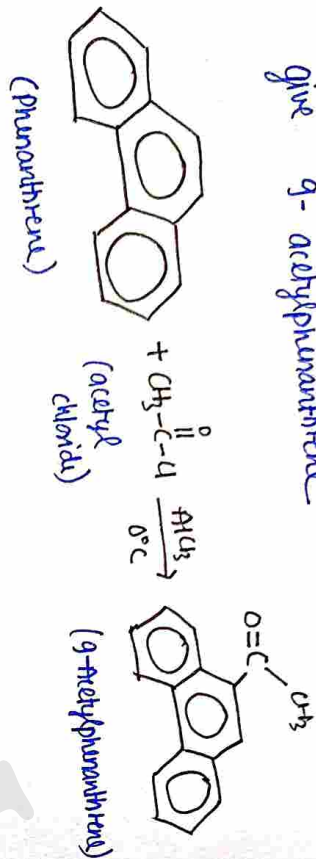 give 9-acetylphenanthrene
(Phenanthrene)
+ CH3-C-Cl
O
(acetyl
chloride)
AlCl3
0°C
O=C
CH3
(9-Acetylphenanthrene)